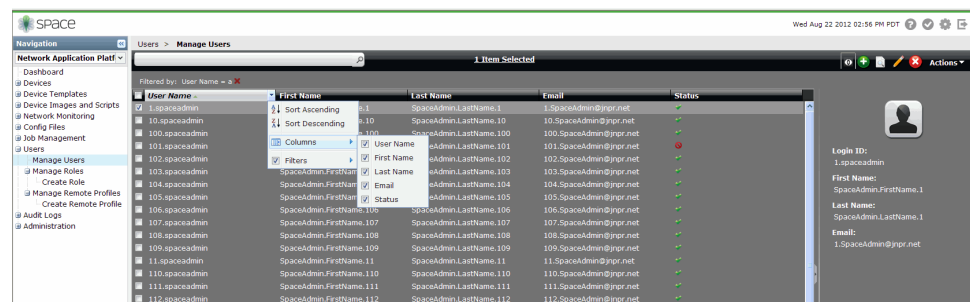 space
Wed Aug 22 2012 02:56 PM PDT
Navigation
Users > Manage Users
Network Application Platf
1 Item Selected
Actions
Dashboard
Devices
Device Templates
Device Images and Scripts
Network Monitoring
Config Files
Job Management
Users
Manage Users
Manage Roles
Create Role
Manage Remote Profiles
Create Remote Profile
Audit Logs
Administration
Filtered by: User Name = a
User Name First Name Last Name Email Status
1.spaceadmin .1 SpaceAdmin.LastName.1 1.SpaceAdmin@jnpr.net
10.spaceadmin e.10 SpaceAdmin.LastName.10 10.SpaceAdmin@jnpr.net
100.spaceadmin .100 SpaceAdmin.LastName.100 100.SpaceAdmin@jnpr.net
101.spaceadmin SpaceAdmin.LastName.101 101.SpaceAdmin@jnpr.net
102.spaceadmin SpaceAdmin.LastName.102 102.SpaceAdmin@jnpr.net
103.spaceadmin SpaceAdmin.FirstNam SpaceAdmin.LastName.103 103.SpaceAdmin@jnpr.net
104.spaceadmin SpaceAdmin.FirstNam SpaceAdmin.LastName.104 104.SpaceAdmin@jnpr.net
105.spaceadmin SpaceAdmin.FirstNam SpaceAdmin.LastName.105 105.SpaceAdmin@jnpr.net
106.spaceadmin SpaceAdmin.FirstName.106 SpaceAdmin.LastName.106 106.SpaceAdmin@jnpr.net
107.spaceadmin SpaceAdmin.FirstName.107 SpaceAdmin.LastName.107 107.SpaceAdmin@jnpr.net
108.spaceadmin SpaceAdmin.FirstName.108 SpaceAdmin.LastName.108 108.SpaceAdmin@jnpr.net
109.spaceadmin SpaceAdmin.FirstName.109 SpaceAdmin.LastName.109 109.SpaceAdmin@jnpr.net
11.spaceadmin SpaceAdmin.FirstName.11 SpaceAdmin.LastName.11 11.SpaceAdmin@jnpr.net
110.spaceadmin SpaceAdmin.FirstName.110 SpaceAdmin.LastName.110 110.SpaceAdmin@jnpr.net
111.spaceadmin SpaceAdmin.FirstName.111 SpaceAdmin.LastName.111 111.SpaceAdmin@jnpr.net
112.spaceadmin SpaceAdmin.FirstName.112 SpaceAdmin.LastName.112 112.SpaceAdmin@jnpr.net
Sort Ascending
Sort Descending
Columns
Filters
User Name
First Name
Last Name
Email
Status
Login ID:
1.spaceadmin
First Name:
SpaceAdmin.FirstName.1
Last Name:
SpaceAdmin.LastName.1
Email:
1.SpaceAdmin@jnpr.net